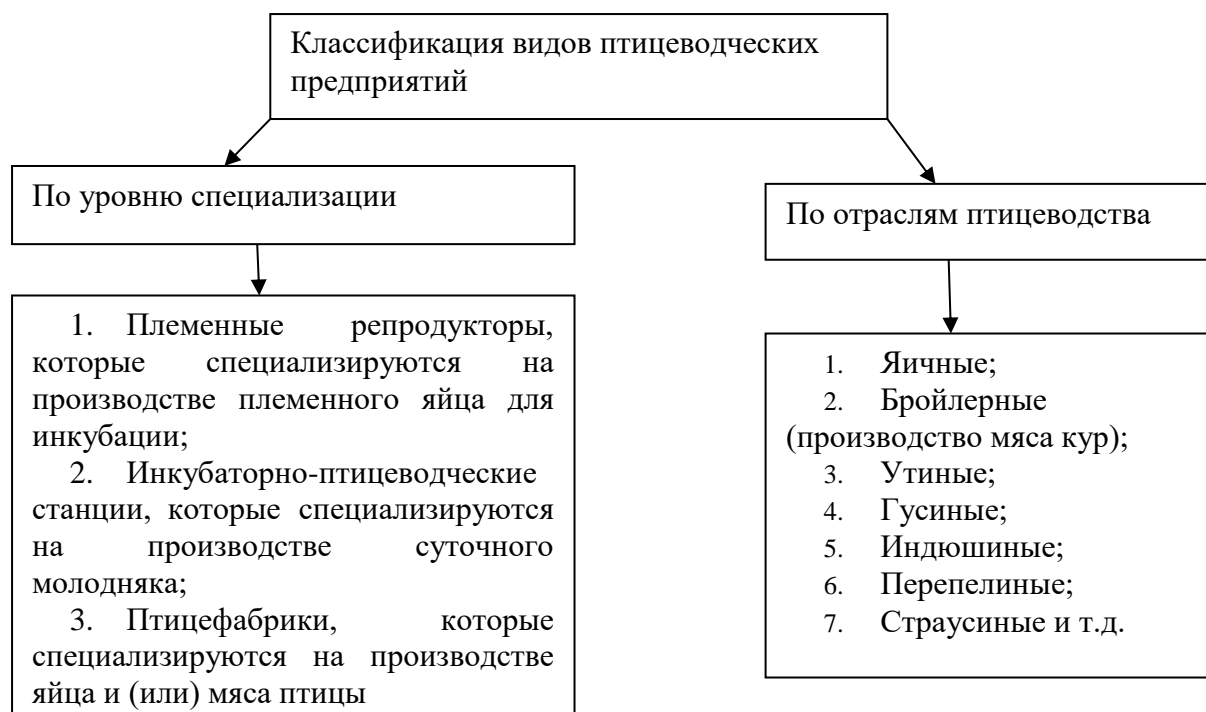 Классификация видов птицеводческих
предприятий
По уровню специализации
По отраслям птицеводства
1. Племенные репродукторы,
которые специализируются на
производстве племенного яйца для
инкубации;
2. Инкубаторно-птицеводческие
станции, которые специализируются
на производстве суточного
молодняка;
3. Птицефабрики, которые
специализируются на производстве
яйца и (или) мяса птицы
1. Яичные;
2. Бройлерные
(производство мяса кур);
3. Утиные;
4. Гусиные;
5. Индюшиные;
6. Перепелиные;
7. Страусиные и т.д.